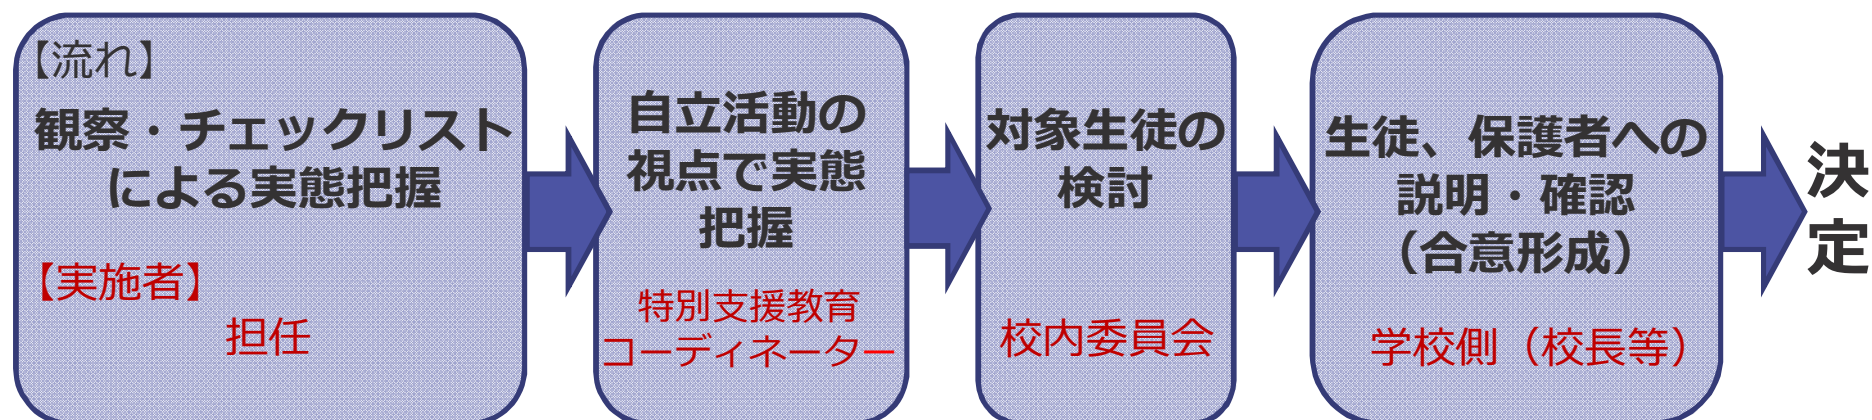 【流れ】
観察・チェックリスト
による実態把握
【実施者】
担任
自立活動の
視点で実態
把握
特別支援教育
コーディネーター
対象生徒の
検討
校内委員会
生徒、保護者への
説明・確認
（合意形成）
学校側（校長等）
決
定